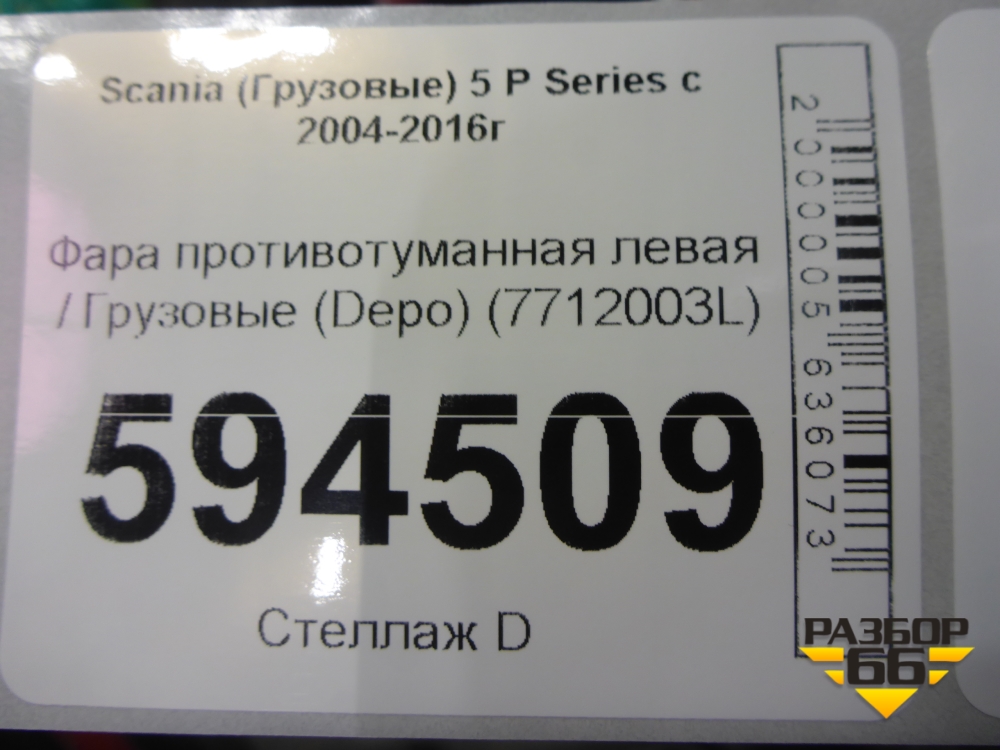 Scania (Грузовые) 5 P Series с
2004-2016г
Фара противотуманная левая
/ Грузовые (Depo) (7712003L)
594509
Стеллаж D
2000005636073
РАЗБОР
66